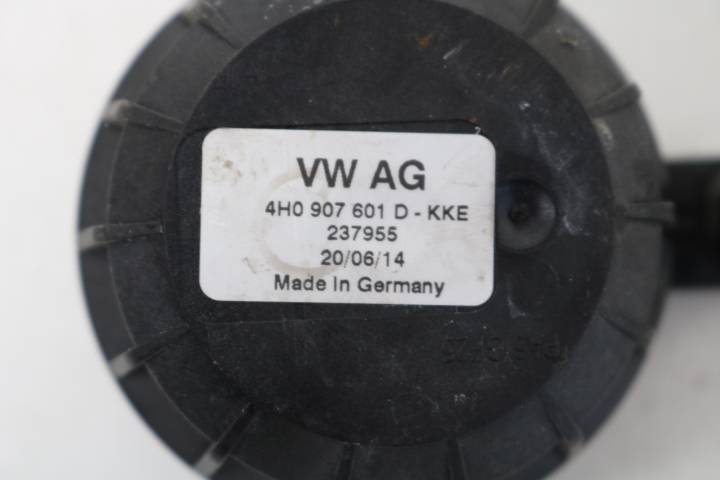 VW AG
4H0 907 601 D - KKE
237955
20/06/14
Made In Germany